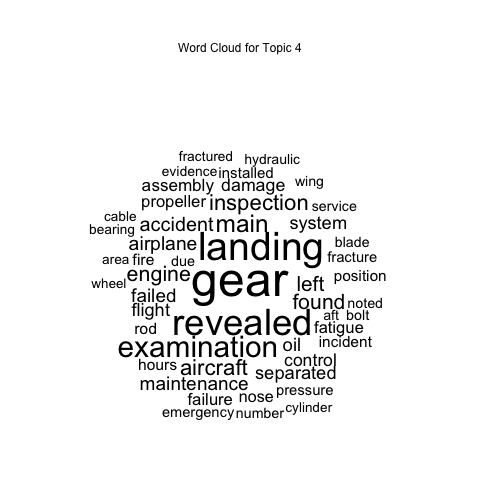 Word Cloud for Topic 4
fractured hydraulic
evidence installed
assembly damage wing
propeller inspection service
cable accident main system
bearing airplane landing blade
area fire due fracture
wheel engine gear left position
failed found noted
flight revealed aft bolt
rod fatigue
examination oil incident
hours aircraft control
separated
maintenance nose pressure
failure cylinder
emergency number